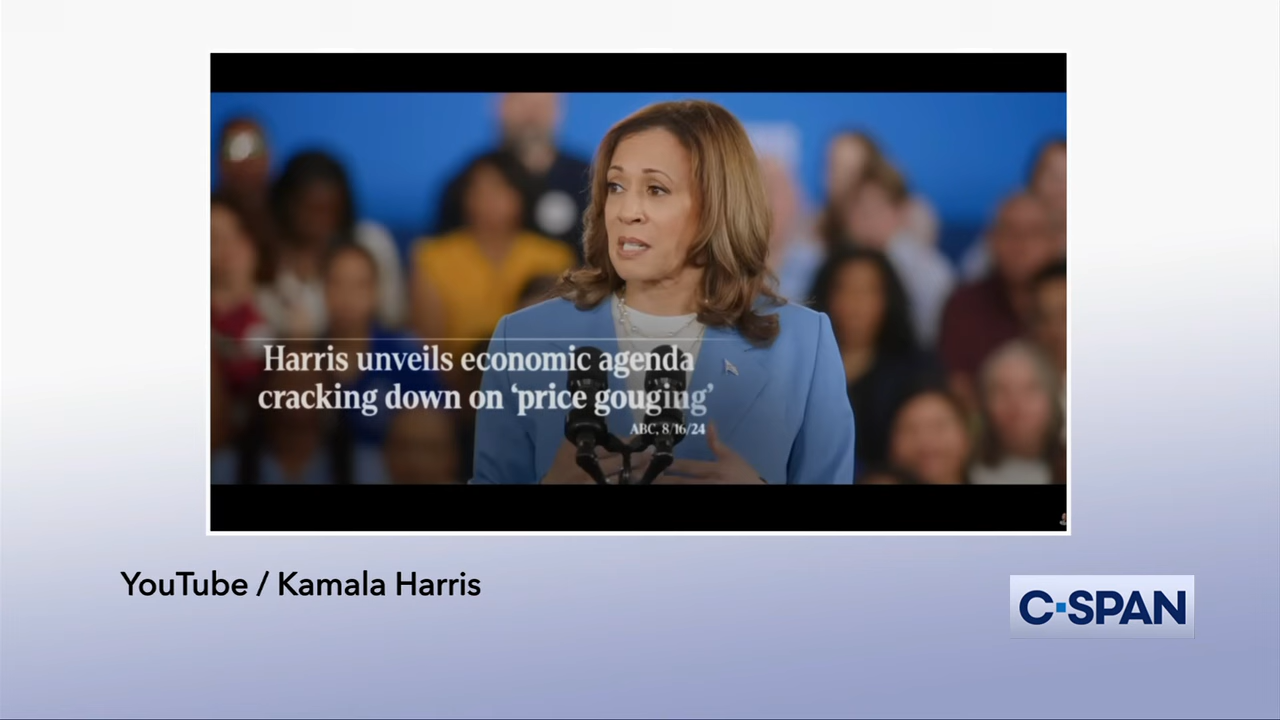 Harris unveils economic agenda
cracking down on ‘price gouging’
ABC, 8/16/24
YouTube / Kamala Harris
C-SPAN